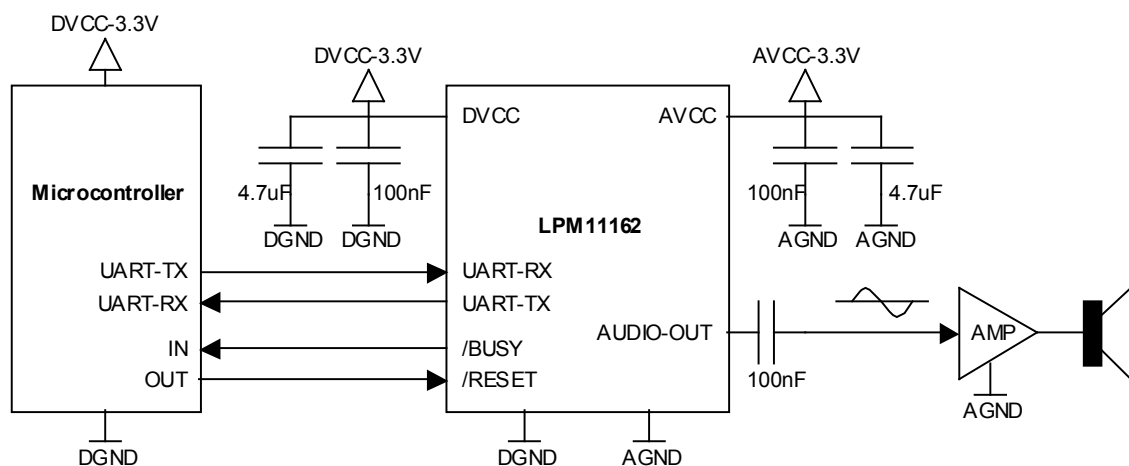 DVCC-3.3V
DVCC-3.3V
AVCC-3.3V
DVCC
AVCC
4.7uF
100nF
100nF
4.7uF
Microcontroller
LPM11162
DGND
DGND
AGND
AGND
UART-TX
UART-RX
UART-RX
UART-TX
AUDIO-OUT
AMP
IN
/BUSY
100nF
OUT
/RESET
AGND
DGND
DGND
AGND